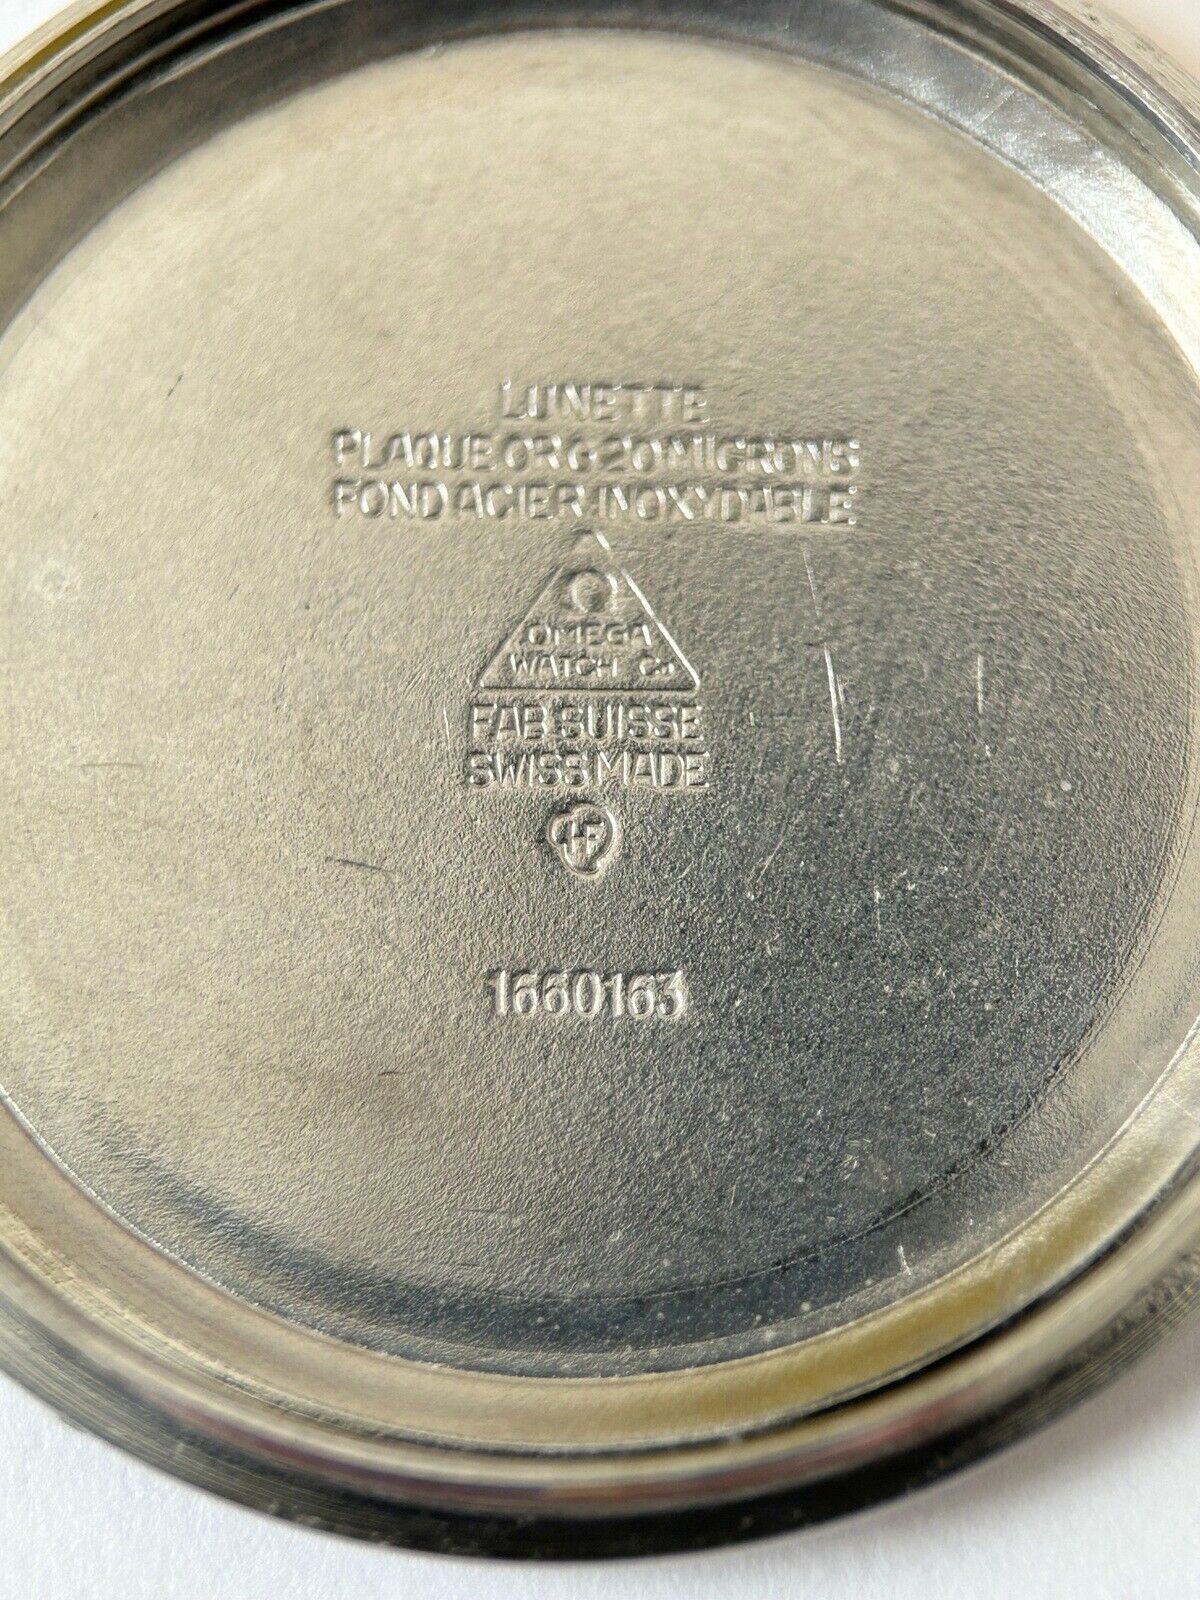 LUNETTE
PLAQUE OR G 20 MICRONS
FOND ACIER INOXYDABLE
Ω
OMEGA
WATCH Co
FAB. SUISSE
SWISS MADE
HF
1660163